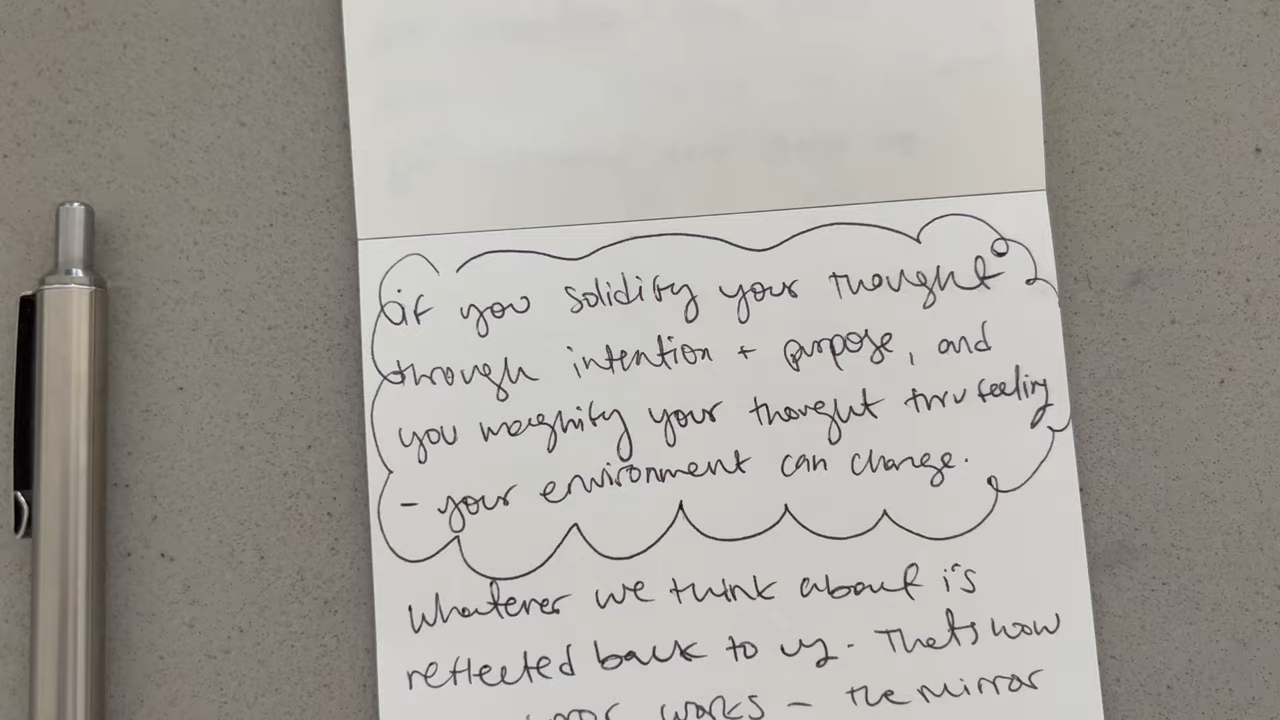 if you solidify your thought
through intention + purpose, and
you magnify your thought thru feeling
- your environment can change.
Whatever we think about is
reflected back to us. Thats how
works - the mirror